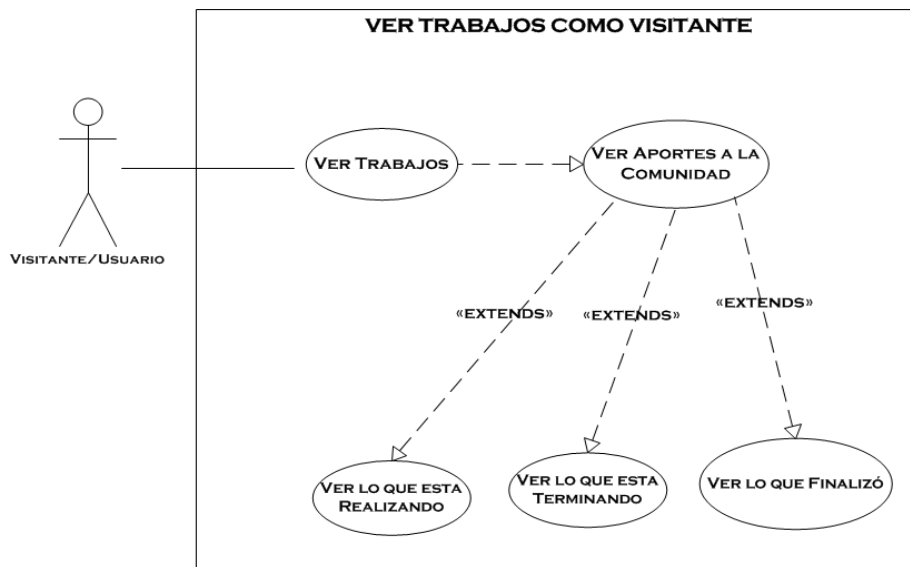 VER TRABAJOS COMO VISITANTE
VER TRABAJOS
VER APORTES A LA
COMUNIDAD
VISITANTE/USUARIO
«EXTENDS»
«EXTENDS»
«EXTENDS»
VER LO QUE ESTA
REALIZANDO
VER LO QUE ESTA
TERMINANDO
VER LO QUE FINALIZÓ